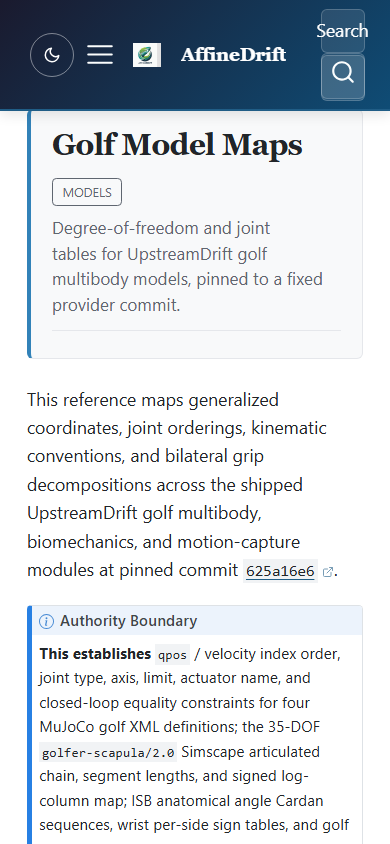 Search
AffineDrift
Golf Model Maps
MODELS
Degree-of-freedom and joint
tables for UpstreamDrift golf
multibody models, pinned to a fixed
provider commit.
This reference maps generalized
coordinates, joint orderings, kinematic
conventions, and bilateral grip
decompositions across the shipped
UpstreamDrift golf multibody,
biomechanics, and motion-capture
modules at pinned commit 625a16e6.
Authority Boundary
This establishes qpos / velocity index order,
joint type, axis, limit, actuator name, and
closed-loop equality constraints for four
MuJoCo golf XML definitions; the 35-DOF
golfer-scapula/2.0 Simscape articulated
chain, segment lengths, and signed log-
column map; ISB anatomical angle Cardan
sequences, wrist per-side sign tables, and golf